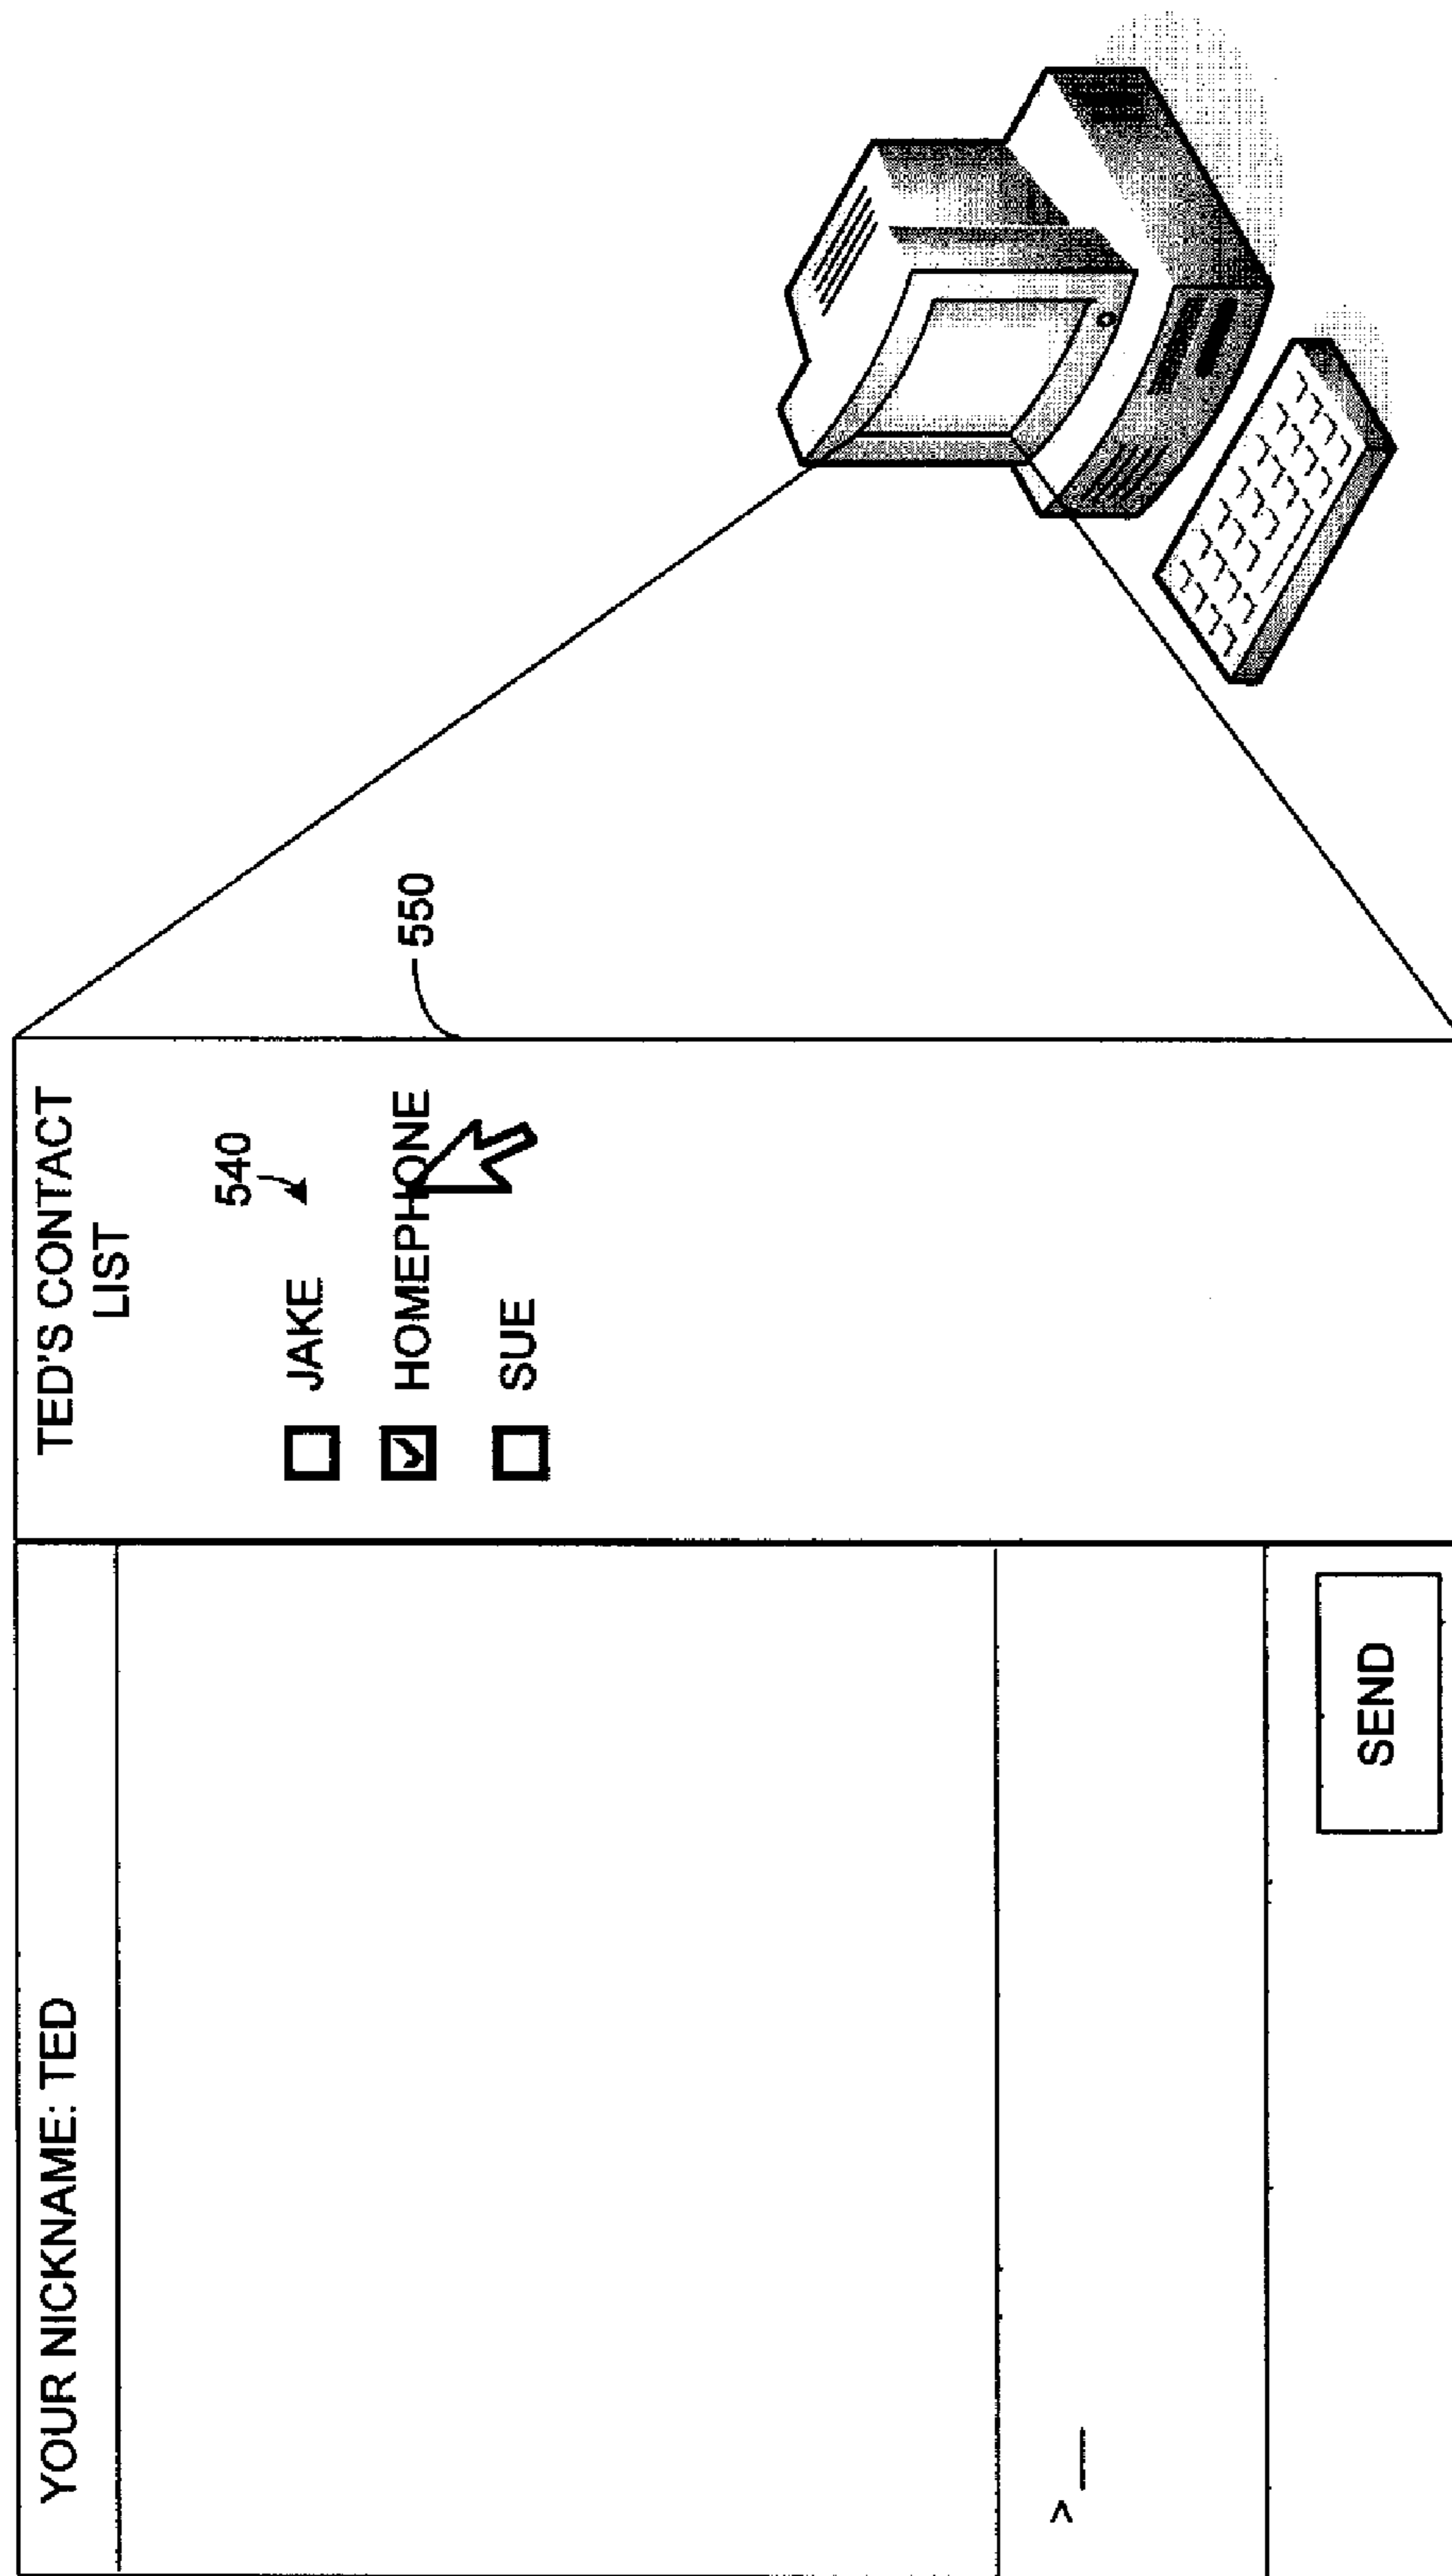 YOUR NICKNAME: TED
>_
SEND
TED'S CONTACT
LIST
540
JAKE
HOMEPHONE
SUE
550